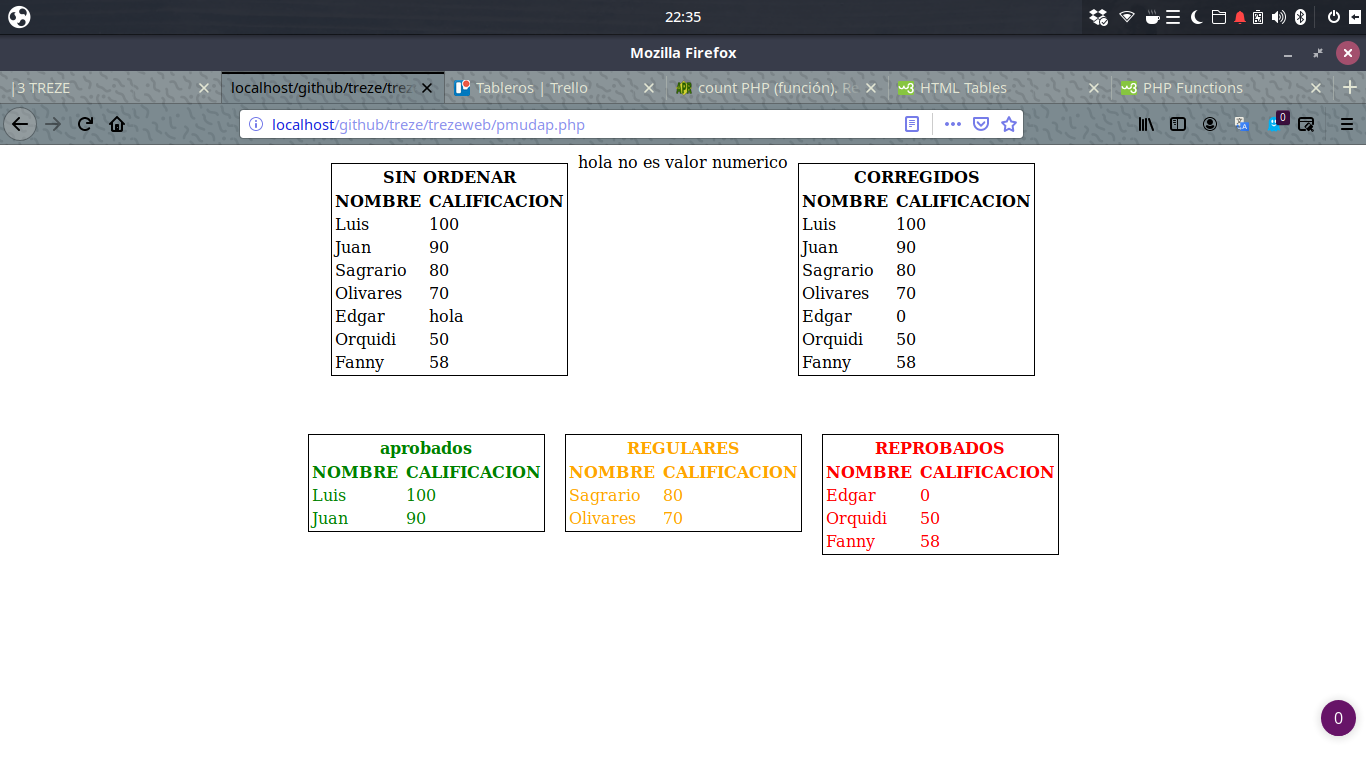 22:35
Mozilla Firefox
|3 TREZE
localhost/github/treze/trez
Tableros | Trello
count PHP (función). Re
HTML Tables
PHP Functions
localhost/github/treze/trezeweb/pmudap.php
0
hola no es valor numerico
SIN ORDENAR
NOMBRE CALIFICACION
Luis 100
Juan 90
Sagrario 80
Olivares 70
Edgar hola
Orquidi 50
Fanny 58
CORREGIDOS
NOMBRE CALIFICACION
Luis 100
Juan 90
Sagrario 80
Olivares 70
Edgar 0
Orquidi 50
Fanny 58
aprobados
NOMBRE CALIFICACION
Luis 100
Juan 90
REGULARES
NOMBRE CALIFICACION
Sagrario 80
Olivares 70
REPROBADOS
NOMBRE CALIFICACION
Edgar 0
Orquidi 50
Fanny 58
0